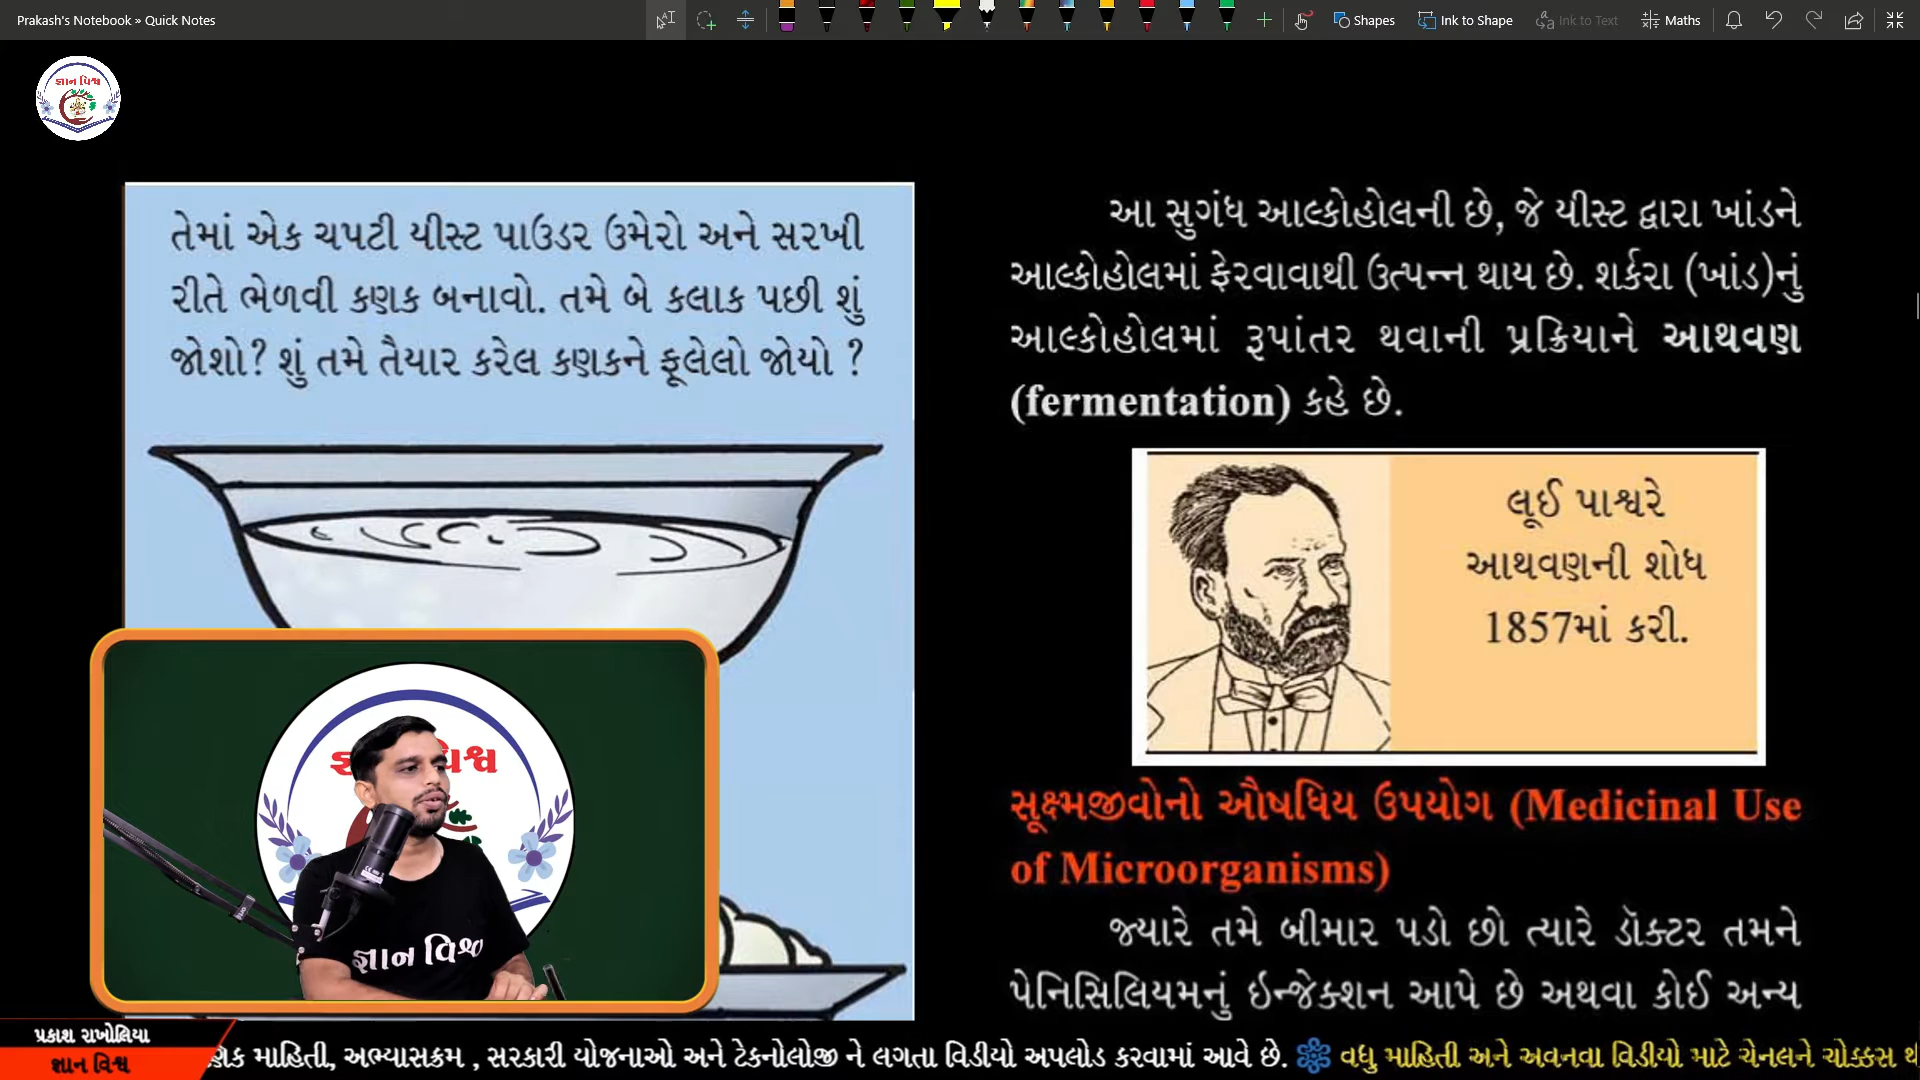 Prakash's Notebook » Quick Notes
Shapes
Ink to Shape
Ink to Text
Maths
જ્ઞાન વિશ્વ
તેમાં એક ચપટી યીસ્ટ પાઉડર ઉમેરો અને સરખી
રીતે ભેળવી કણક બનાવો. તમે બે કલાક પછી શું
જોશો? શું તમે તૈયાર કરેલ કણકને ફૂલેલો જોયો ?
આ સુગંધ આલ્કોહોલની છે, જે યીસ્ટ દ્વારા ખાંડને
આલ્કોહોલમાં ફેરવાવાથી ઉત્પન્ન થાય છે. શર્કરા (ખાંડ)નું
આલ્કોહોલમાં રૂપાંતર થવાની પ્રક્રિયાને આથવણ
(fermentation) કહે છે.
લૂઈ પાશ્વરે
આથવણની શોધ
1857માં કરી.
સૂક્ષ્મજીવોનો ઔષધિય ઉપયોગ (Medicinal Use
of Microorganisms)
જ્યારે તમે બીમાર પડો છો ત્યારે ડૉક્ટર તમને
પેનિસિલિયમનું ઇન્જેક્શન આપે છે અથવા કોઈ અન્ય
જ્ઞાન વિશ્વ
પ્રકાશ રાખોલિયા
જ્ઞાન વિશ્વ
માહિતી, અભ્યાસક્રમ , સરકારી યોજનાઓ અને ટેકનોલોજી ને લગતા વિડીયો અપલોડ કરવામાં આવે છે. વધુ માહિતી અને અવનવા વિડીયો માટે ચેનલને ચોક્કસ